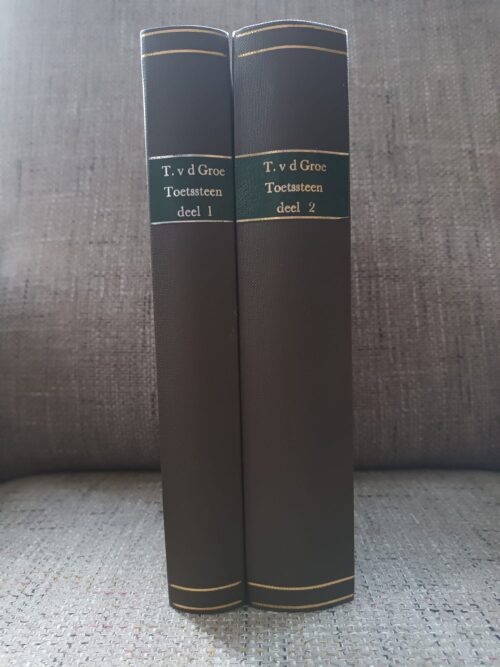 T. v d Groe
Toetssteen
deel 1
T. v d Groe
Toetssteen
deel 2